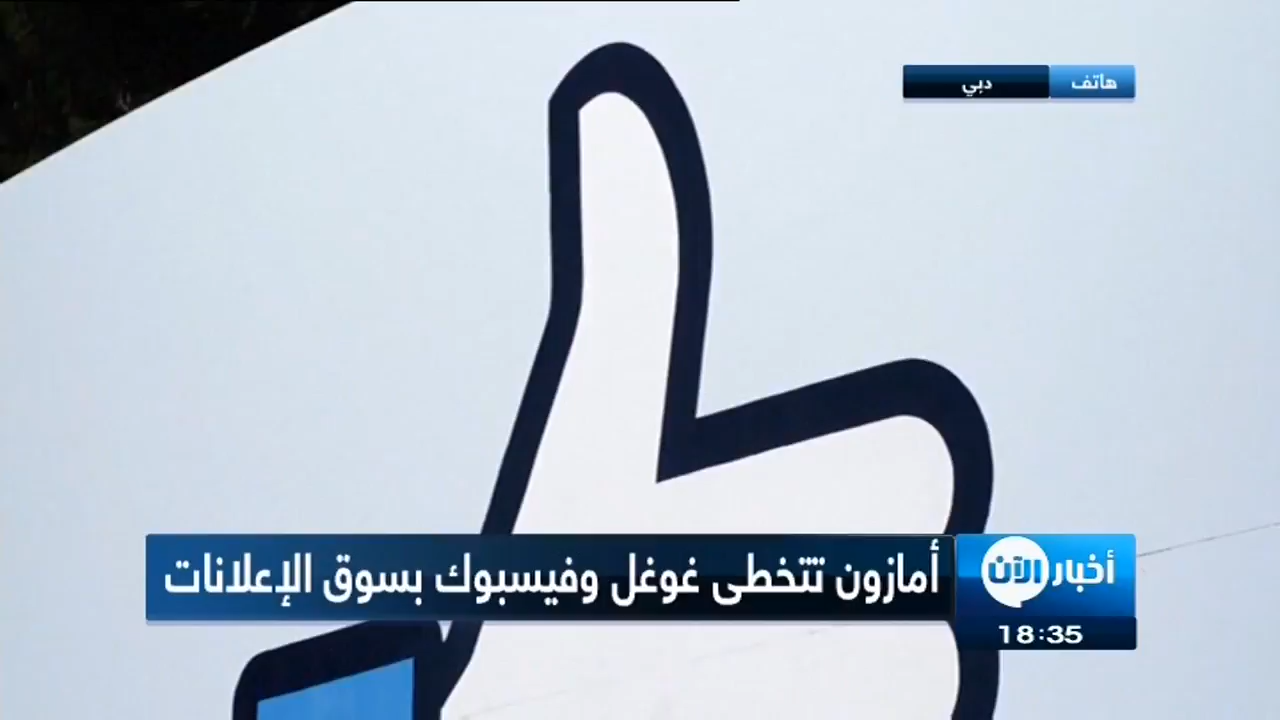 هاتف دبي
أمازون تتخطى غوغل وفيسبوك بسوق الإعلانات
أخبار الآن
18:35